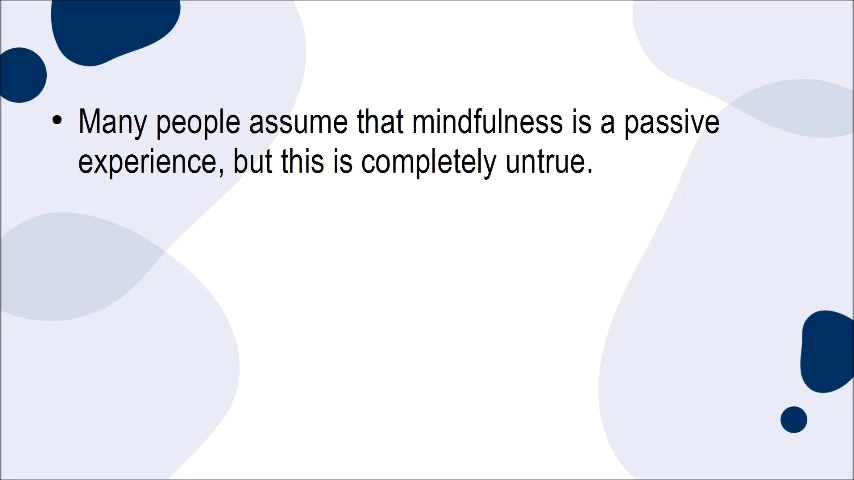 • Many people assume that mindfulness is a passive
experience, but this is completely untrue.